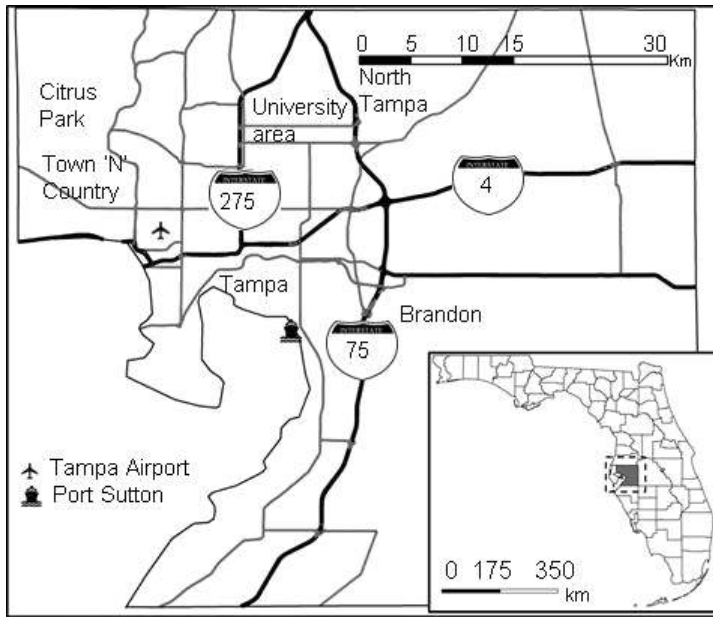 0 5 10 15 30
Km
North
Tampa
Citrus
Park
University
area
Town 'N'
Country
INTERSTATE
275
INTERSTATE
4
Tampa
Brandon
INTERSTATE
75
Tampa Airport
Port Sutton
0 175 350
km